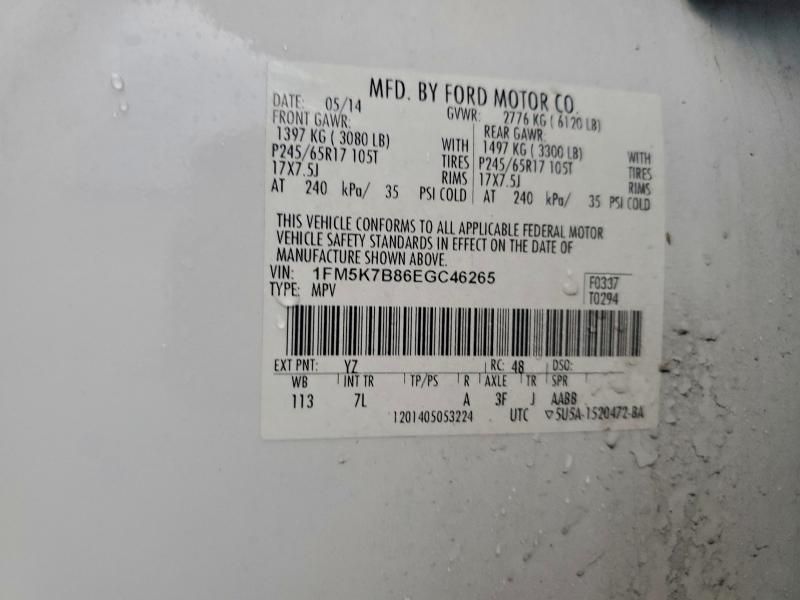 MFD. BY FORD MOTOR CO.
DATE: 05/14 GVWR: 2776 KG ( 6120 LB)
FRONT GAWR: REAR GAWR:
1397 KG ( 3080 LB) WITH 1497 KG ( 3300 LB) WITH
P245/65R17 105T TIRES P245/65R17 105T TIRES
17X7.5J RIMS 17X7.5J RIMS
AT 240 kPa/ 35 PSI COLD AT 240 kPa/ 35 PSI COLD
THIS VEHICLE CONFORMS TO ALL APPLICABLE FEDERAL MOTOR
VEHICLE SAFETY STANDARDS IN EFFECT ON THE DATE OF
MANUFACTURE SHOWN ABOVE.
VIN: 1FM5K7B86EGC46265 F0337
TYPE: MPV T0294
EXT PNT: YZ RC: 48 DSO:
WB INT TR TP/PS R AXLE TR SPR
113 7L A 3F J AABB
1201405053224 UTC ▽5U5A-1520472-BA